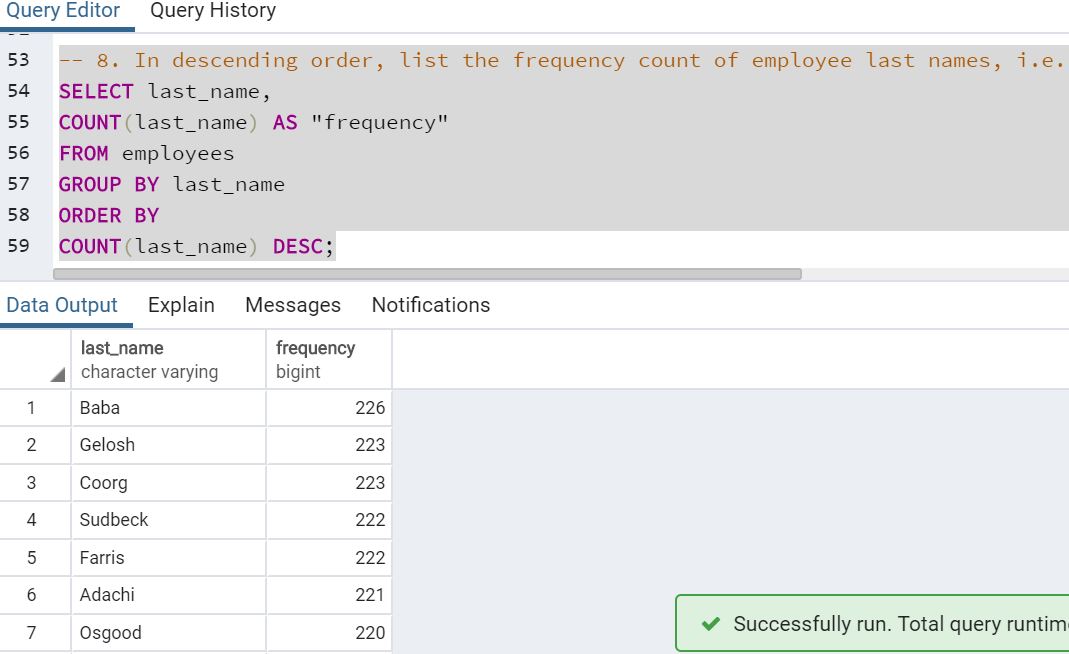 Query Editor Query History
53 -- 8. In descending order, list the frequency count of employee last names, i.e.
54 SELECT last_name,
55 COUNT(last_name) AS "frequency"
56 FROM employees
57 GROUP BY last_name
58 ORDER BY
59 COUNT(last_name) DESC;
Data Output Explain Messages Notifications
last_name frequency
character varying bigint
1 Baba 226
2 Gelosh 223
3 Coorg 223
4 Sudbeck 222
5 Farris 222
6 Adachi 221
7 Osgood 220
Successfully run. Total query